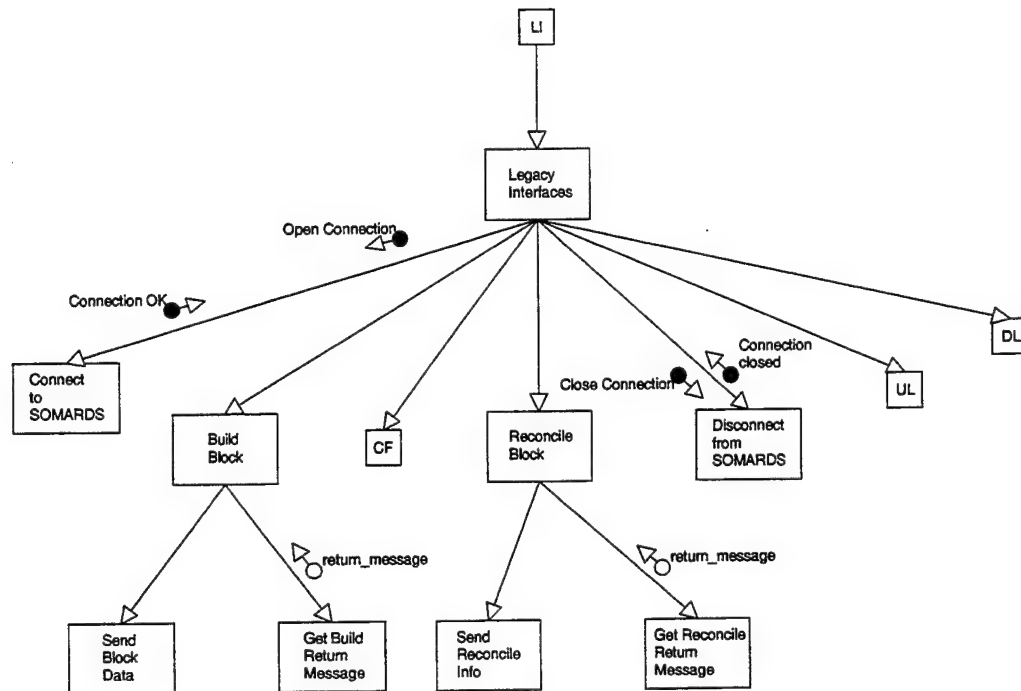 LI
Legacy
Interfaces
Open Connection
Connection OK
Connect
to
SOMARDS
Build
Block
CF
Reconcile
Block
Close Connection
Connection
closed
Disconnect
from
SOMARDS
UL
DL
return_message
return_message
Send
Block
Data
Get Build
Return
Message
Send
Reconcile
Info
Get Reconcile
Return
Message